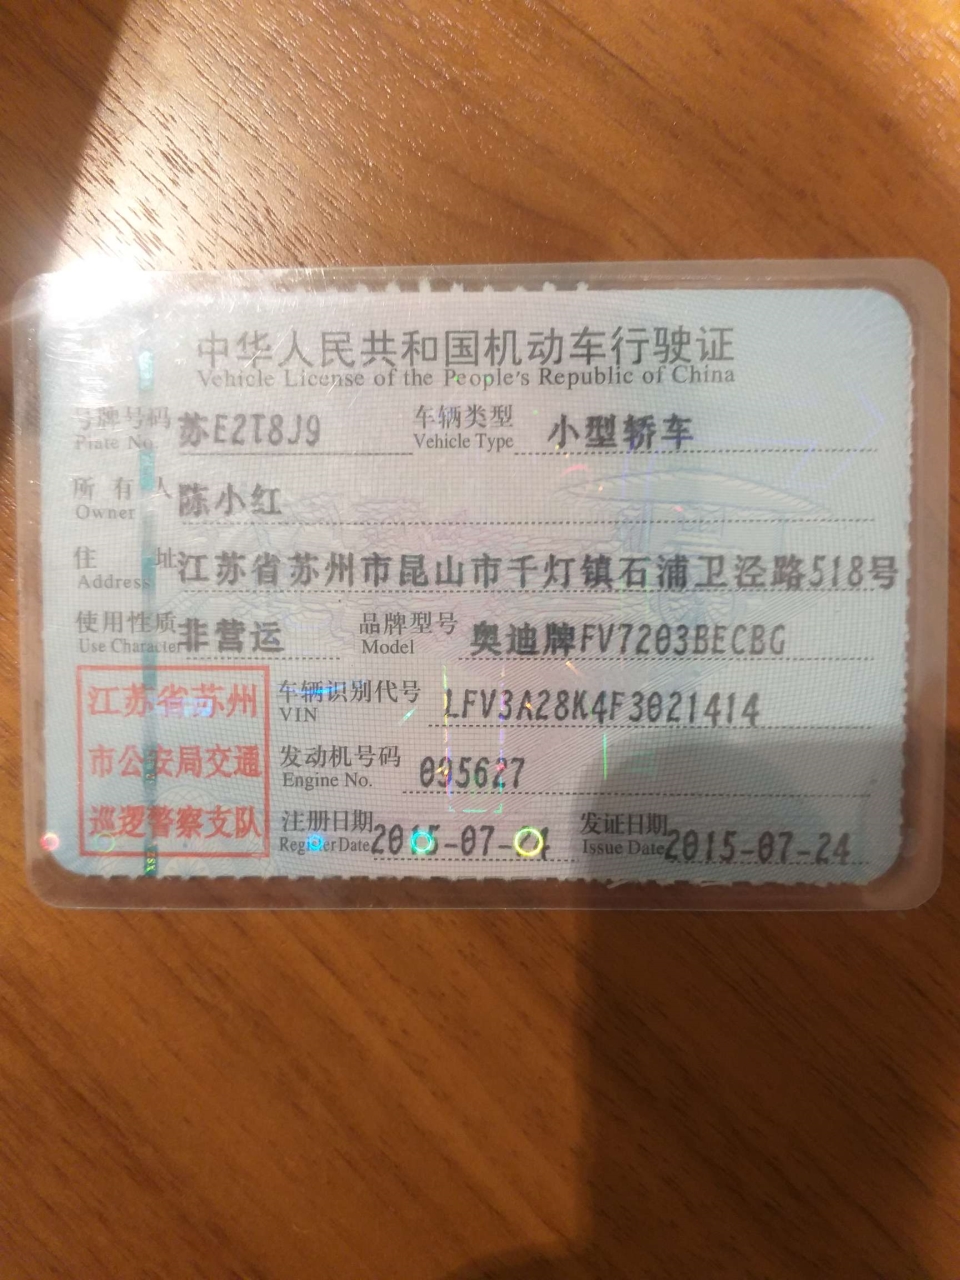 中华人民共和国机动车行驶证
Vehicle License of the People's Republic of China
号牌号码 苏E2T8J9 车辆类型 小型轿车
Plate No. Vehicle Type
所有人 陈小红
Owner
住址 江苏省苏州市昆山市千灯镇石浦卫泾路518号
Address
使用性质 非营运 品牌型号 奥迪牌FV7203BECBG
Use Character Model
江苏省苏州
市公安局交通
巡逻警察支队
车辆识别代号 LFV3A28K4F3021414
VIN
发动机号码 095627
Engine No.
注册日期 2015-07-24 发证日期 2015-07-24
Register Date Issue Date